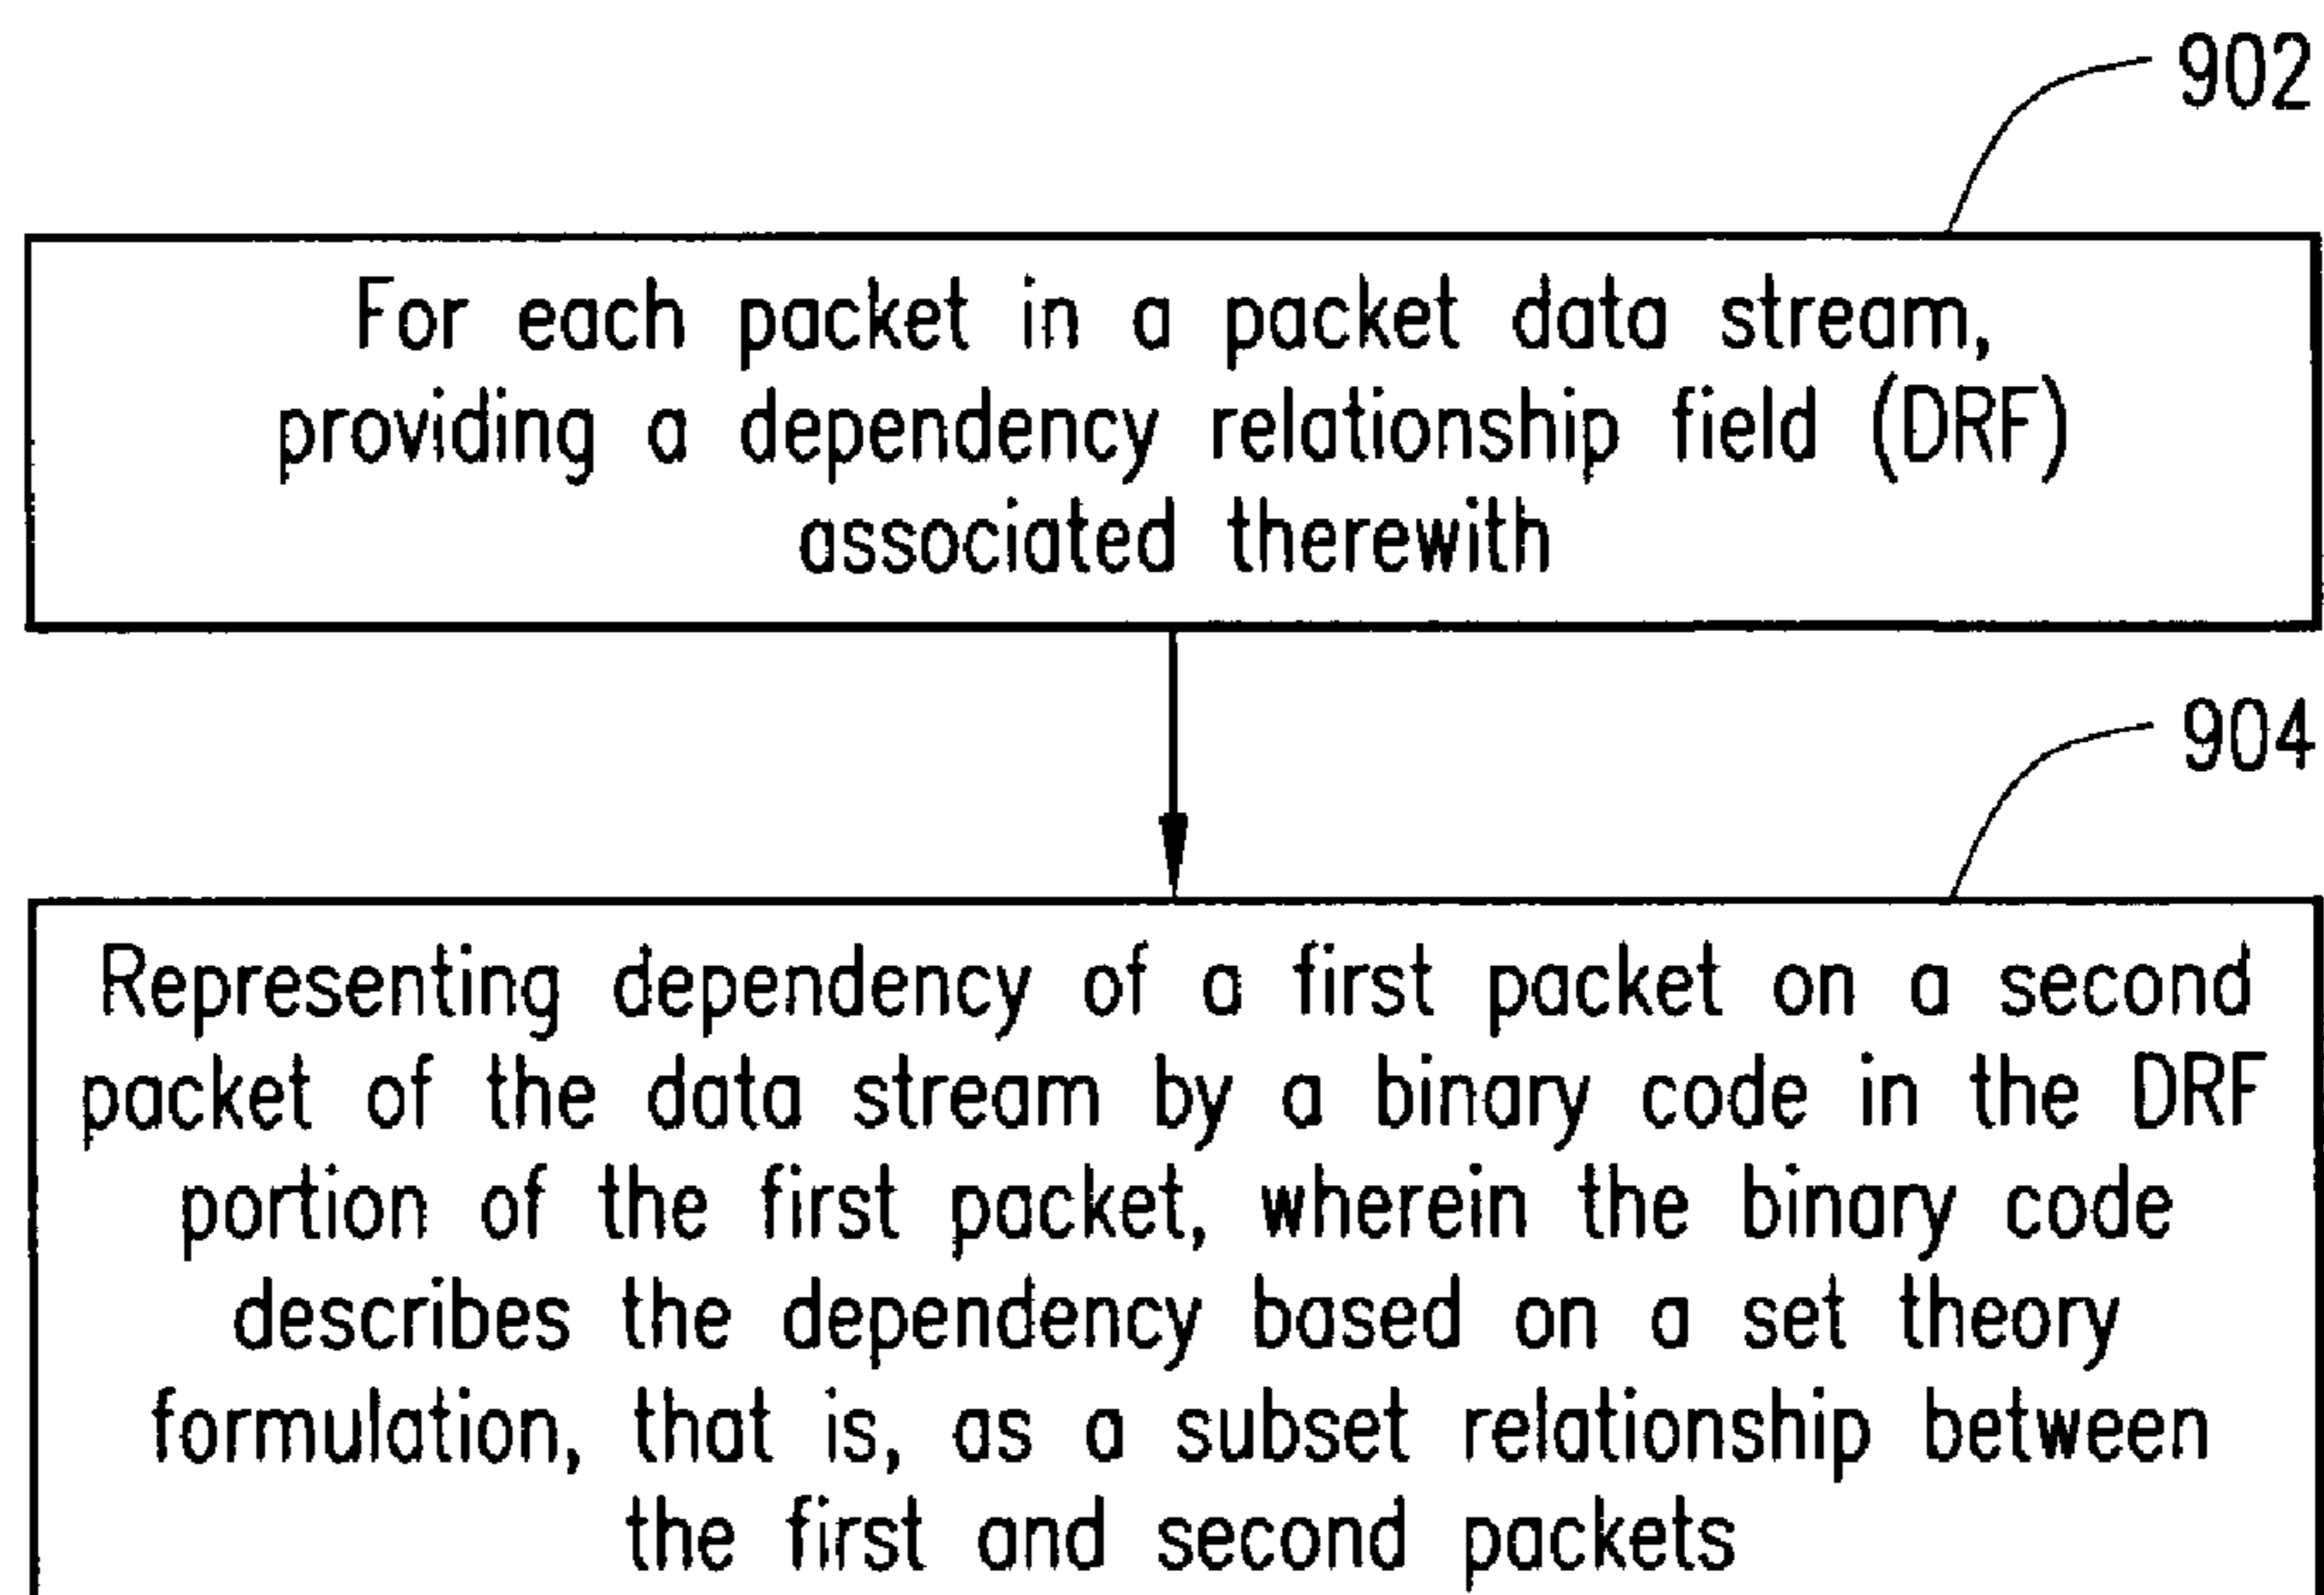 902
For each packet in a packet data stream,
providing a dependency relationship field (DRF)
associated therewith
904
Representing dependency of a first packet on a second
packet of the data stream by a binary code in the DRF
portion of the first packet, wherein the binary code
describes the dependency based on a set theory
formulation, that is, as a subset relationship between
the first and second packets